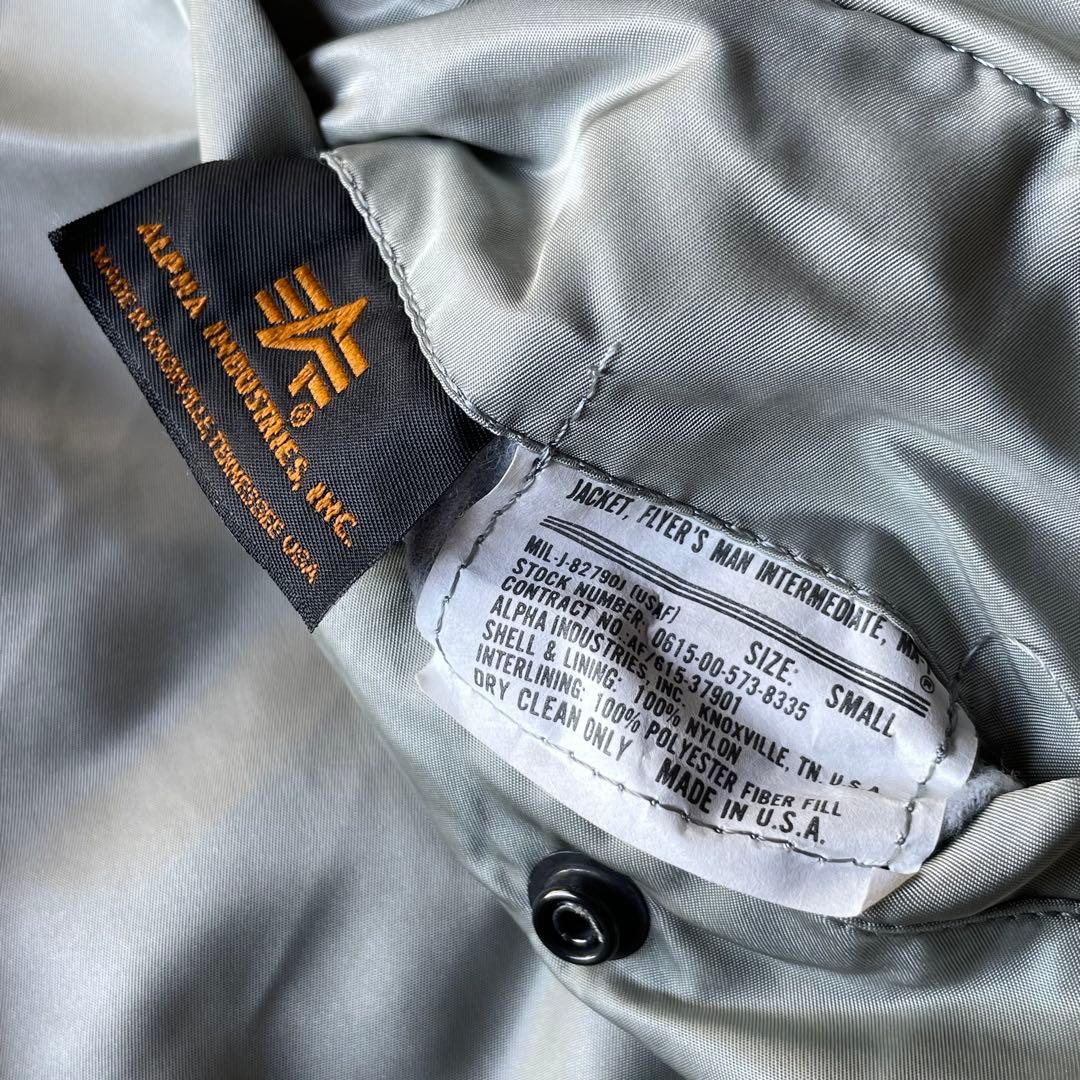 ALPHA INDUSTRIES, INC.
MADE IN KNOXVILLE, TENNESSEE USA
®
JACKET, FLYER'S MAN INTERMEDIATE, MA-
®
MIL-J-82790J (USAF)
SIZE: SMALL
STOCK NUMBER: 0615-00-573-8335
CONTRACT NO. AF/615-37901
ALPHA INDUSTRIES, INC. KNOXVILLE, TN. U.S.A.
SHELL & LINING: 100% NYLON
INTERLINING: 100% POLYESTER FIBER FILL
DRY CLEAN ONLY MADE IN U.S.A.